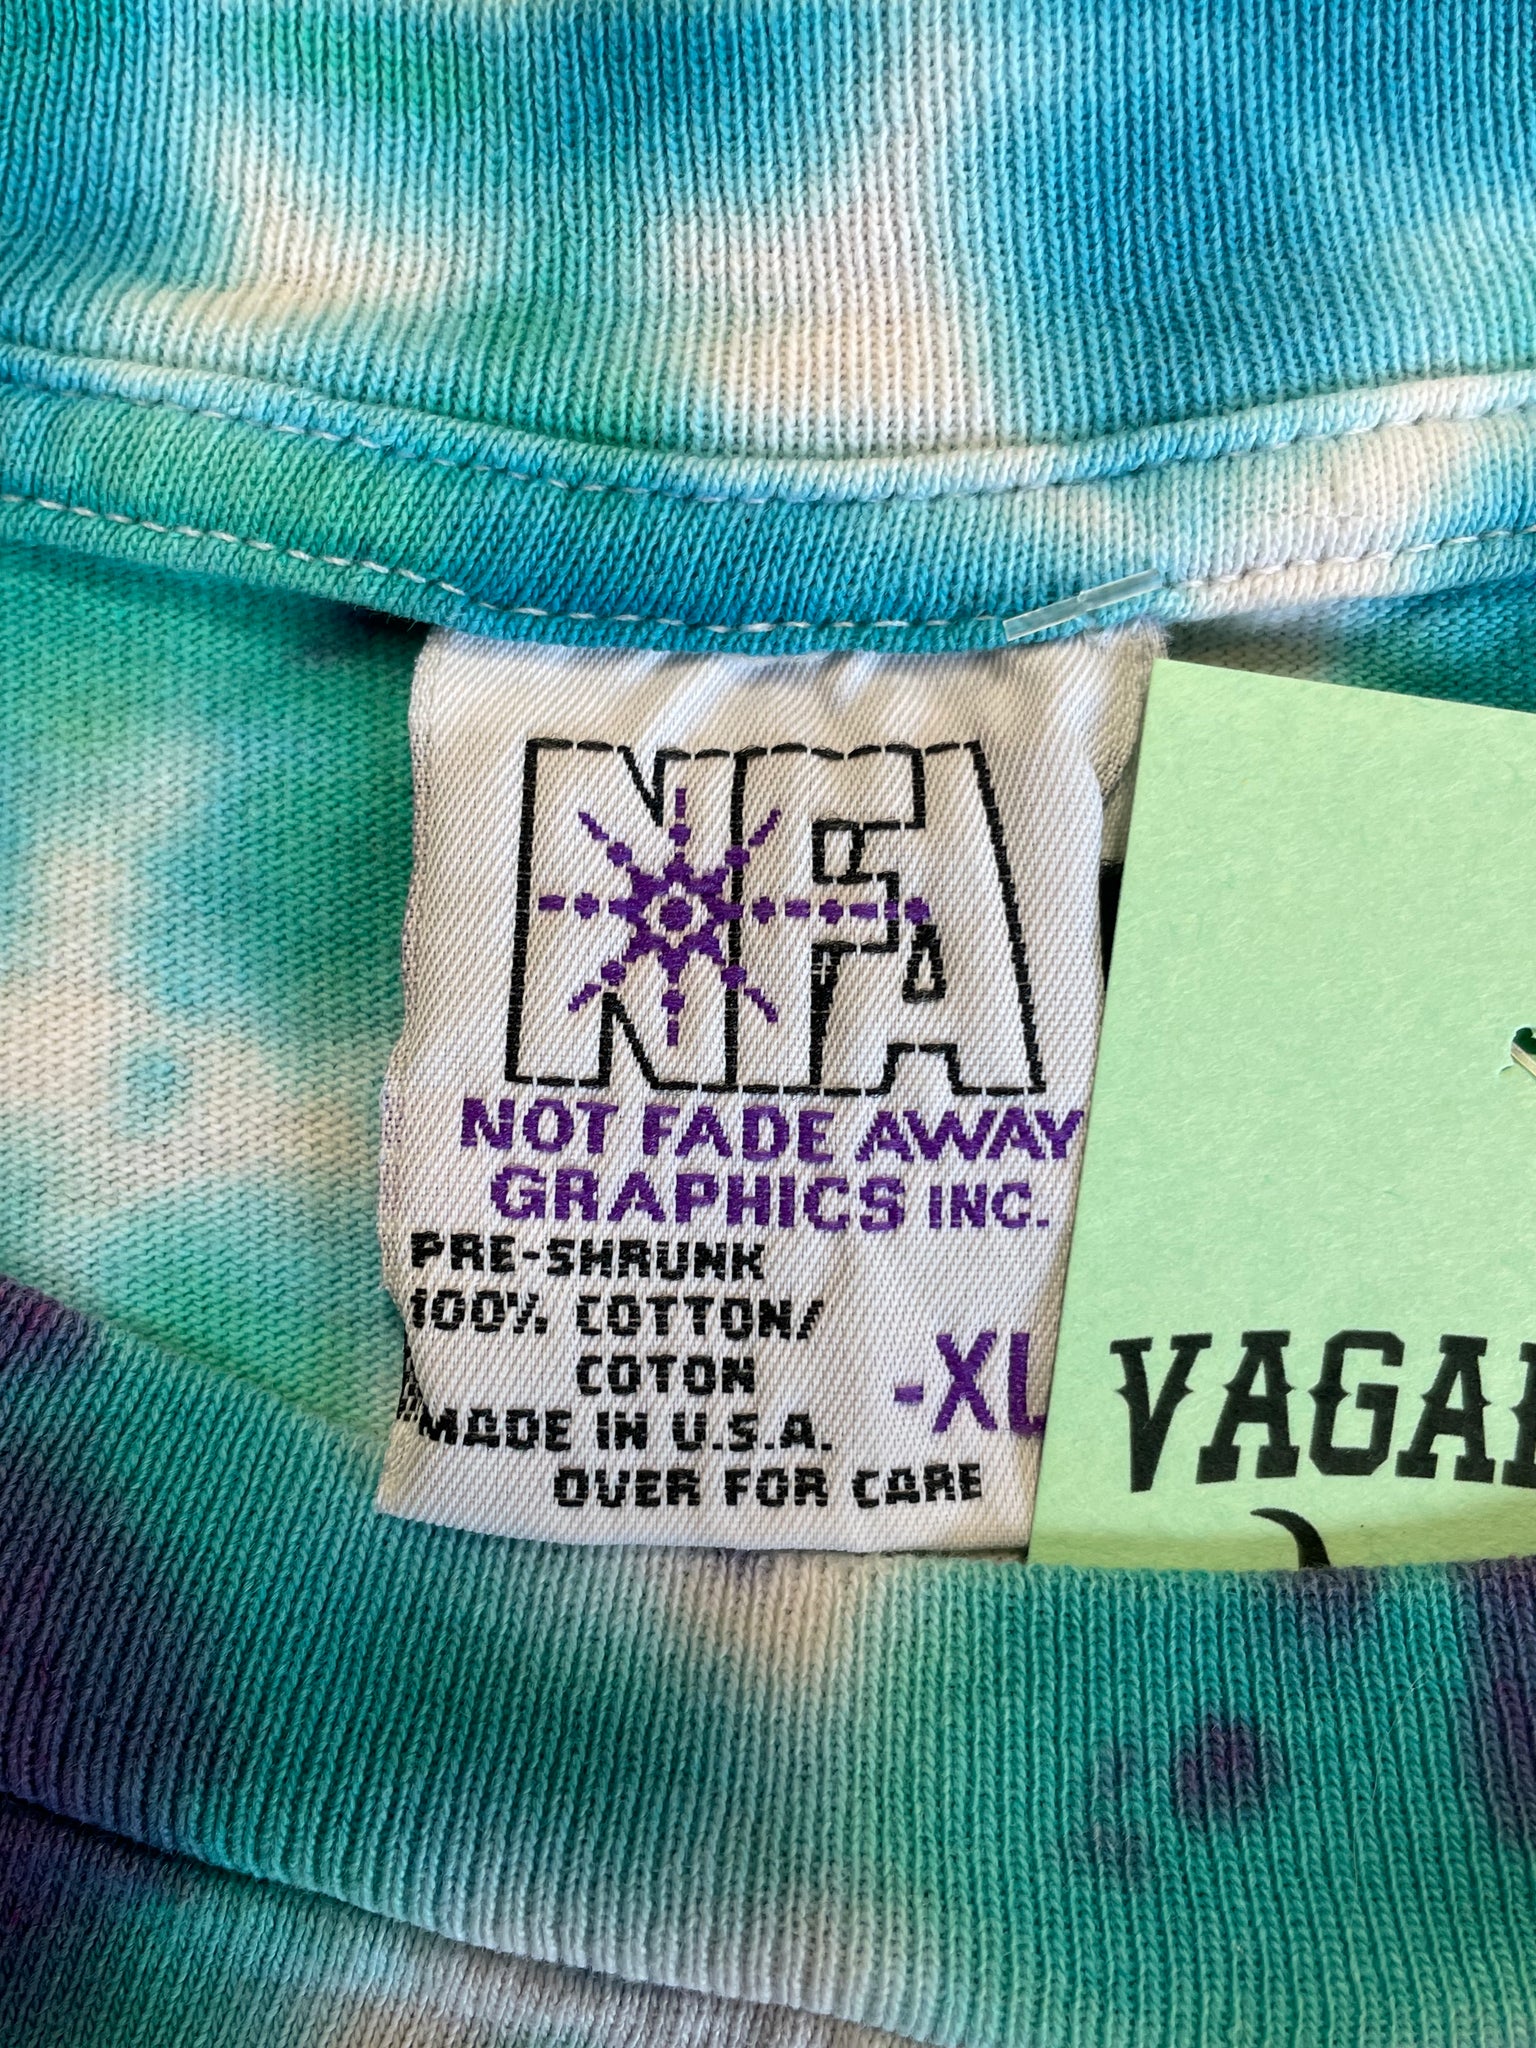 NFA
NOT FADE AWAY
GRAPHICS INC.
PRE-SHRUNK
100% COTTON/
COTON
-XL
MADE IN U.S.A.
OVER FOR CARE